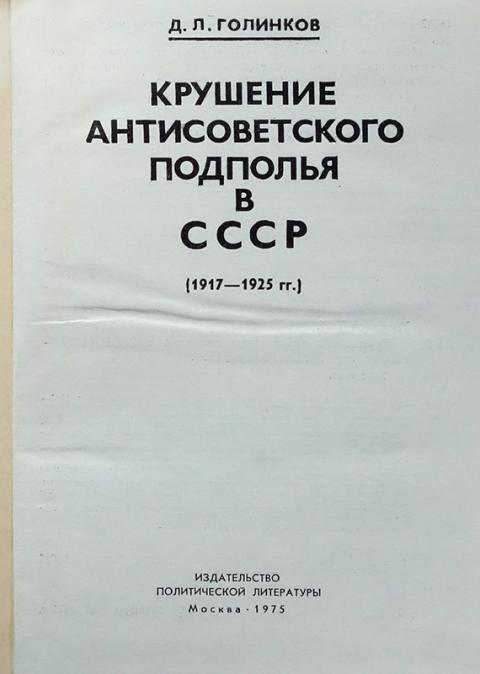 Д. Л. ГОЛИНКОВ
КРУШЕНИЕ
АНТИСОВЕТСКОГО
ПОДПОЛЬЯ
В
СССР
(1917—1925 гг.)
ИЗДАТЕЛЬСТВО
ПОЛИТИЧЕСКОЙ ЛИТЕРАТУРЫ
Москва · 1975